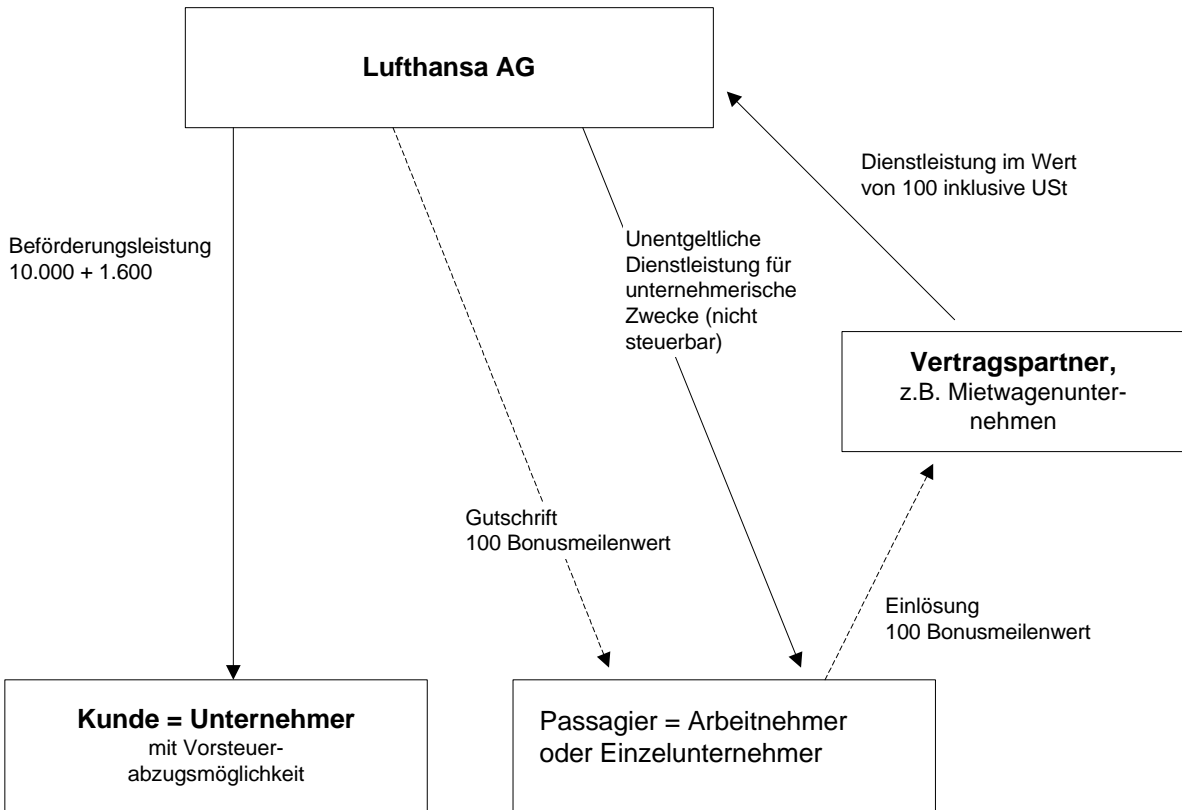 Lufthansa AG
Dienstleistung im Wert
von 100 inklusive USt
Beförderungsleistung
10.000 + 1.600
Unentgeltliche
Dienstleistung für
unternehmerische
Zwecke (nicht
steuerbar)
Vertragspartner,
z.B. Mietwagenunter-
nehmen
Gutschrift
100 Bonusmeilenwert
Einlösung
100 Bonusmeilenwert
Kunde = Unternehmer
mit Vorsteuer-
abzugsmöglichkeit
Passagier = Arbeitnehmer
oder Einzelunternehmer